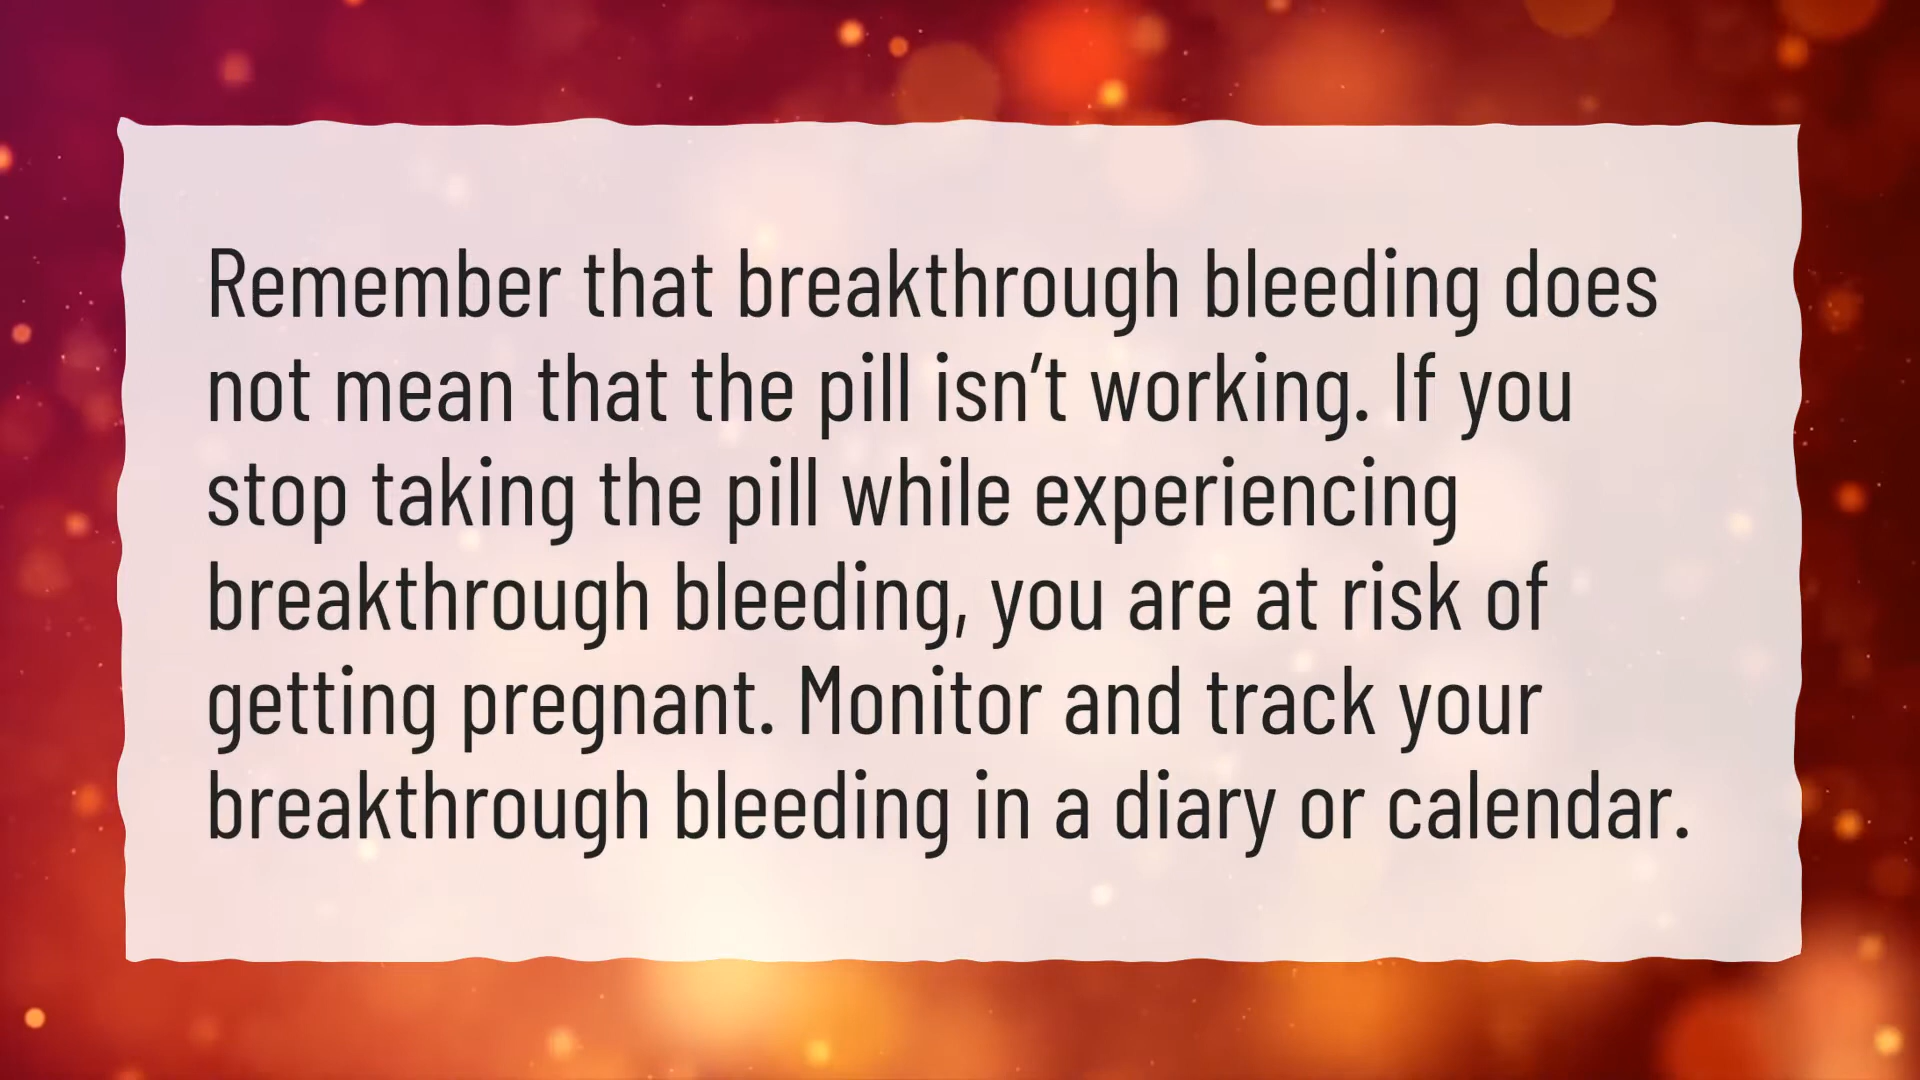 Remember that breakthrough bleeding does
not mean that the pill isn’t working. If you
stop taking the pill while experiencing
breakthrough bleeding, you are at risk of
getting pregnant. Monitor and track your
breakthrough bleeding in a diary or calendar.